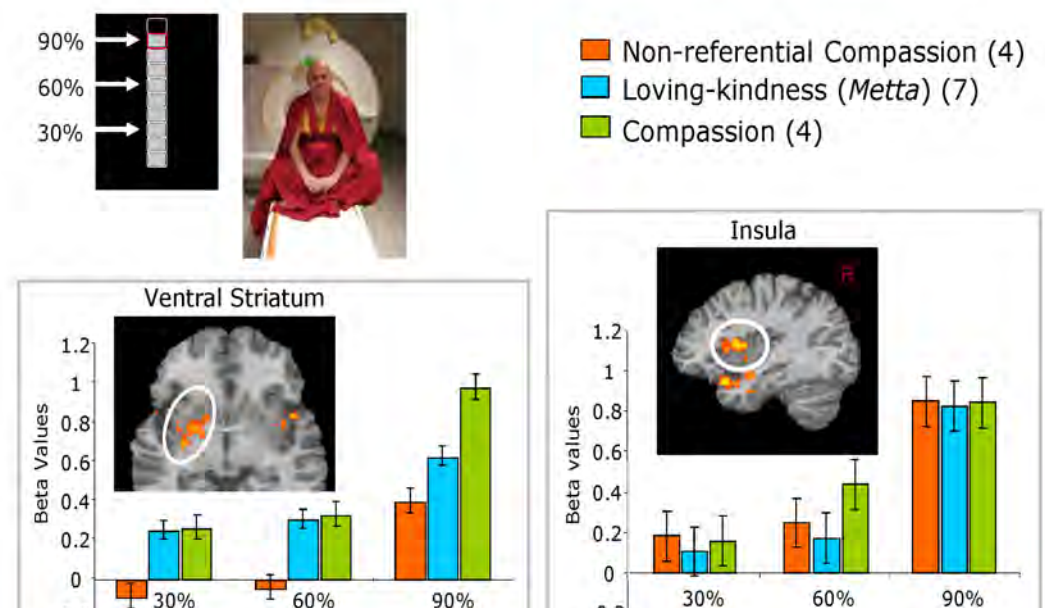 90%
60%
30%
Non-referential Compassion (4)
Loving-kindness (Metta) (7)
Compassion (4)
Ventral Striatum
1.2
1
0.8
0.6
0.4
0.2
0
Beta Values
30%
60%
90%
Insula
R
1.2
1
0.8
0.6
0.4
0.2
0
Beta values
30%
60%
90%